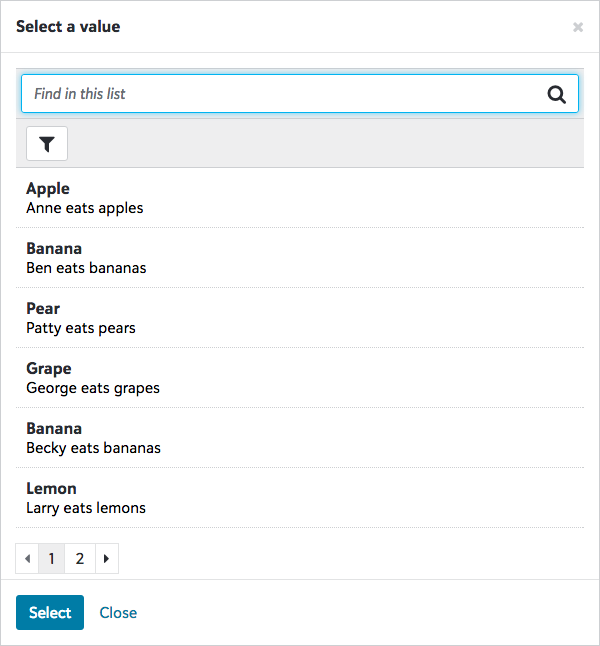 Select a value
Find in this list
Apple
Anne eats apples
Banana
Ben eats bananas
Pear
Patty eats pears
Grape
George eats grapes
Banana
Becky eats bananas
Lemon
Larry eats lemons
1 2
Select Close